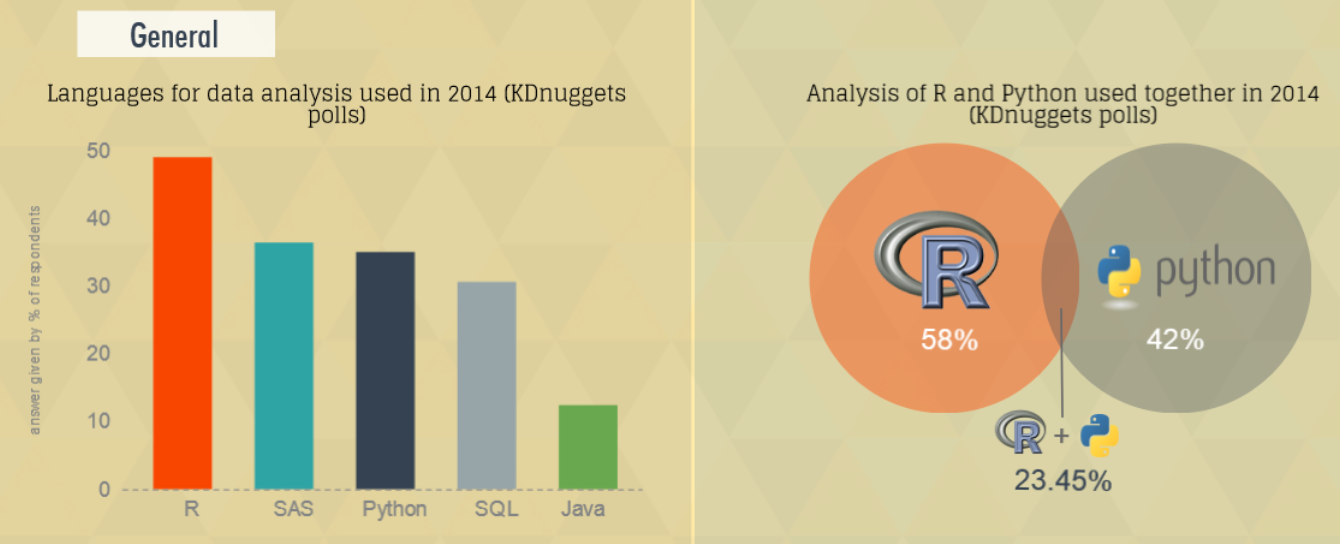 General
Languages for data analysis used in 2014 (KDnuggets
polls)
answer given by % of respondents
50
40
30
20
10
0
R
SAS
Python
SQL
Java
Analysis of R and Python used together in 2014
(KDnuggets polls)
R
58%
python
42%
R +
23.45%